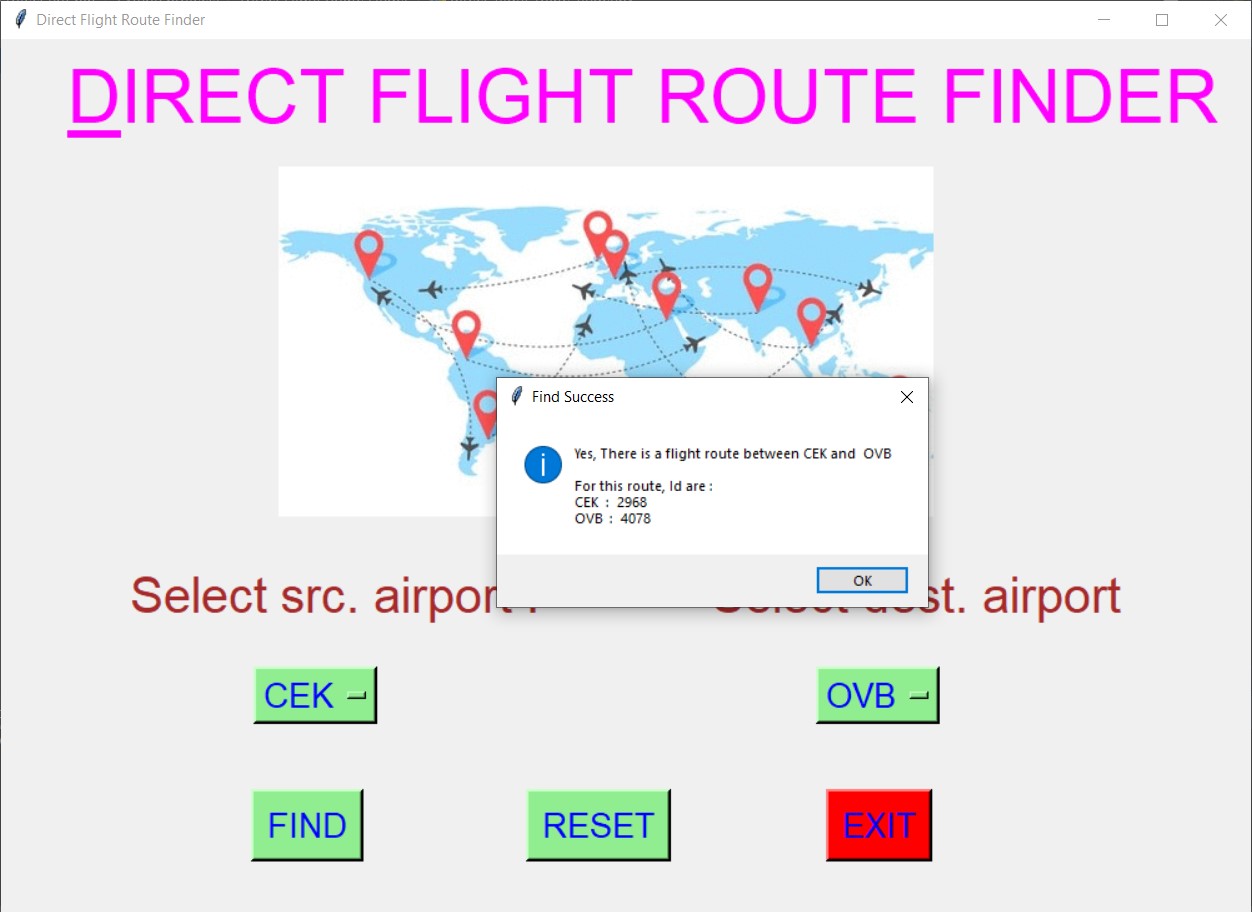 Direct Flight Route Finder
DIRECT FLIGHT ROUTE FINDER
Find Success
Yes, There is a flight route between CEK and  OVB
For this route, Id are :
CEK  :  2968
OVB  :  4078
OK
Select src. airport :
Select dest. airport
CEK
OVB
FIND
RESET
EXIT